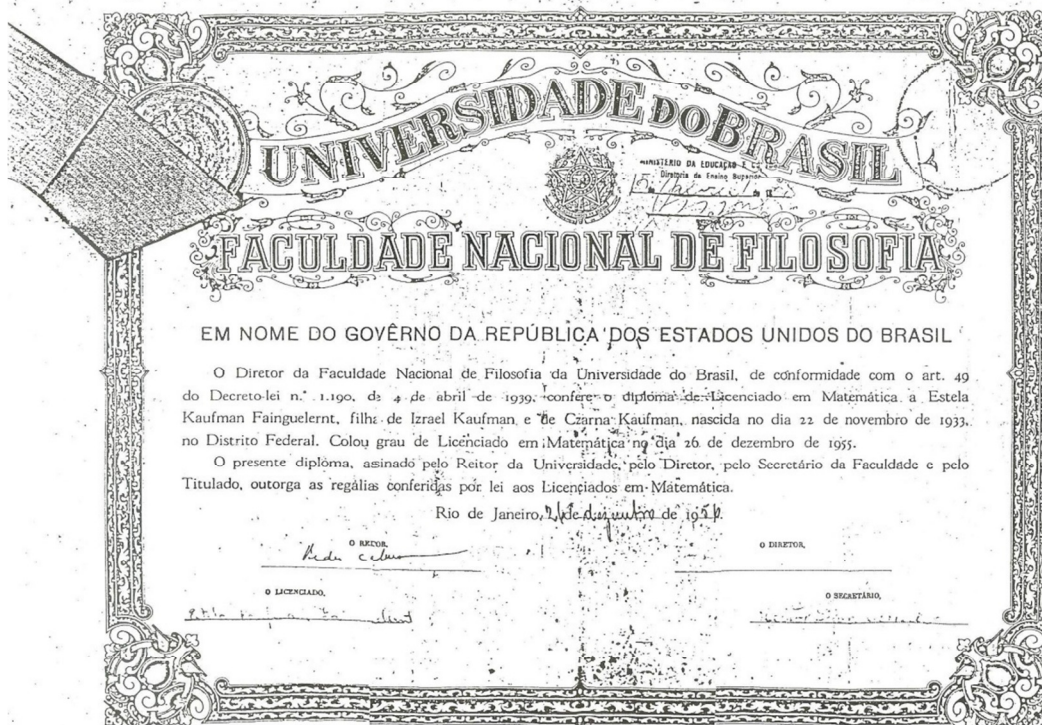 UNIVERSIDADE DO BRASIL
MINISTÉRIO DA EDUCAÇÃO E
Diretoria do Ensino Superior
FACULDADE NACIONAL DE FILOSOFIA
EM NOME DO GOVÊRNO DA REPÚBLICA DOS ESTADOS UNIDOS DO BRASIL
O Diretor da Faculdade Nacional de Filosofia da Universidade do Brasil, de conformidade com o art. 49
do Decreto-lei n.º 1.190, de 4 de abril de 1939, confere o diploma de Licenciado em Matemática a Estela
Kaufman Fainguelernt, filha de Izrael Kaufman e de Czarna Kaufman, nascida no dia 22 de novembro de 1933,
no Distrito Federal. Colou grau de Licenciado em Matemática no dia 26 de dezembro de 1955.
O presente diplôma, assinado pelo Reitor da Universidade, pelo Diretor, pelo Secretário da Faculdade e pelo
Titulado, outorga as regálias conferidas por lei aos Licenciados em Matemática.
Rio de Janeiro, de dezembro de
O REITOR,
O DIRETOR,
O LICENCIADO,
O SECRETÁRIO,